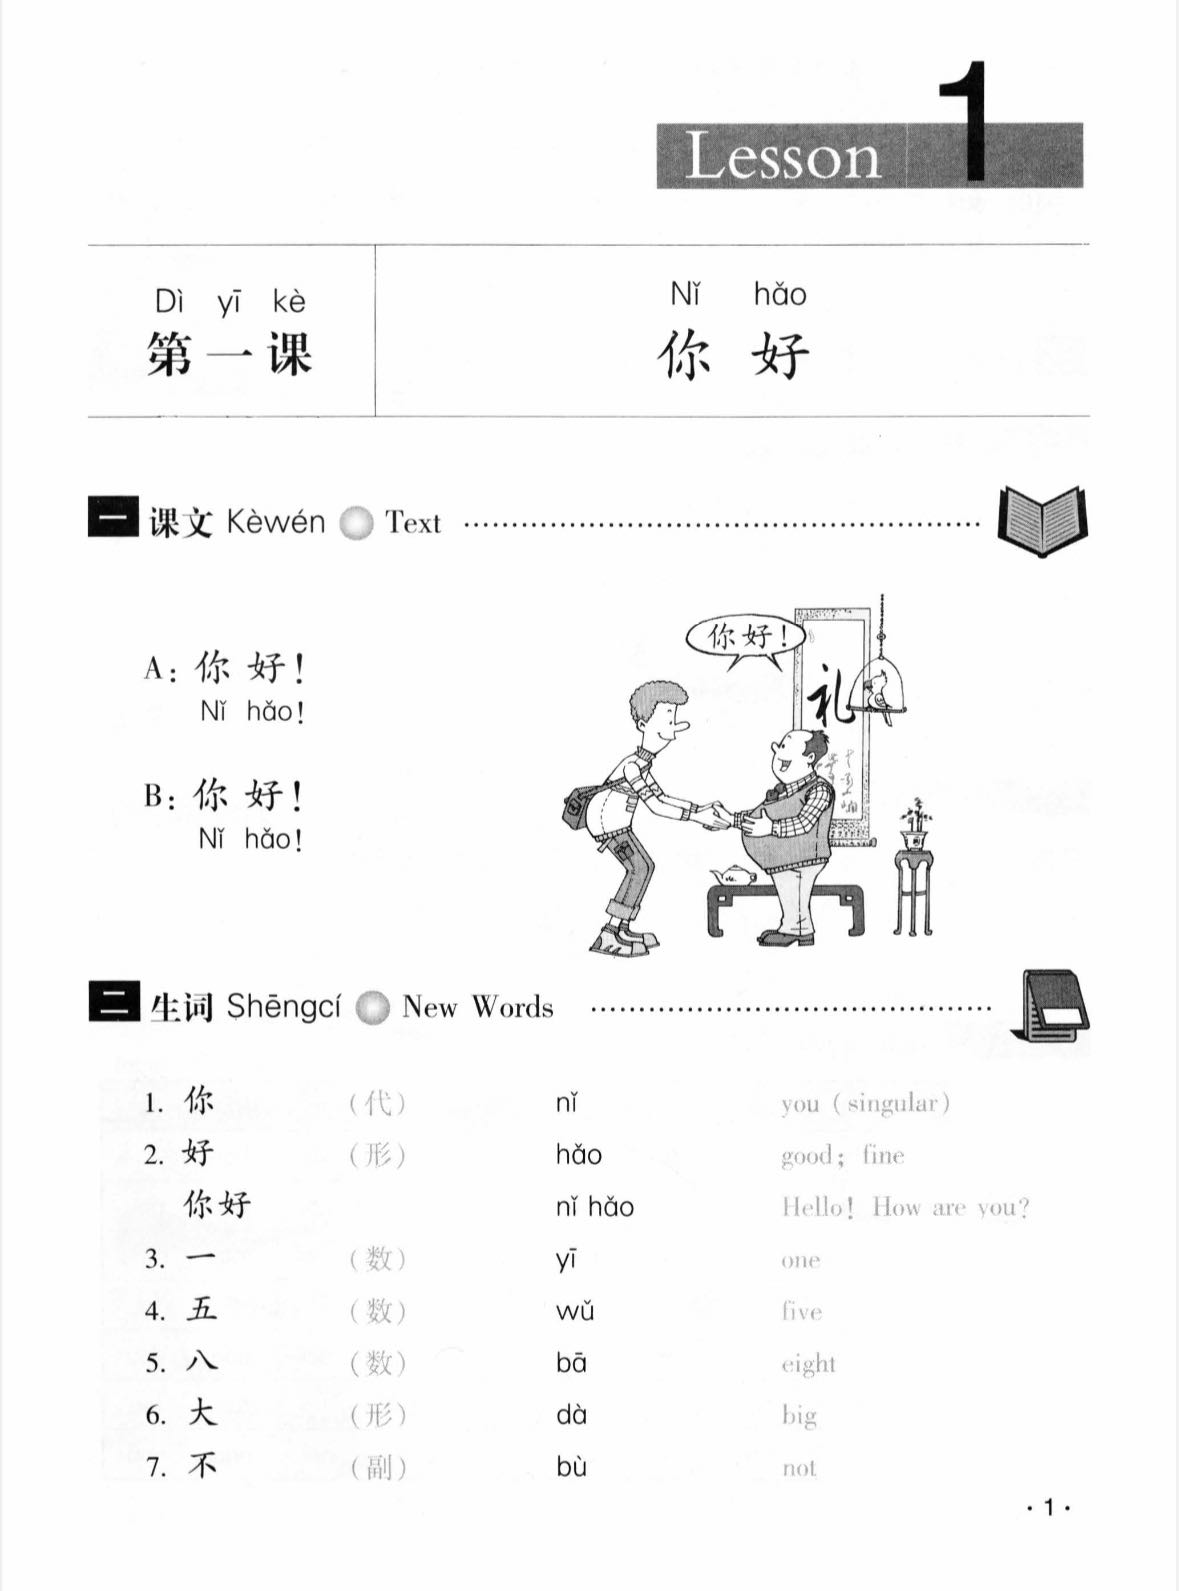 Lesson 1
Dì yī kè
第一课
Nǐ hǎo
你好
一 课文 Kèwén Text
A: 你好!
Nǐ hǎo!
B: 你好!
Nǐ hǎo!
你好!
礼
二 生词 Shēngcí New Words
1. 你 (代) nǐ you (singular)
2. 好 (形) hǎo good; fine
你好 nǐ hǎo Hello! How are you?
3. 一 (数) yī one
4. 五 (数) wǔ five
5. 八 (数) bā eight
6. 大 (形) dà big
7. 不 (副) bù not
· 1 ·